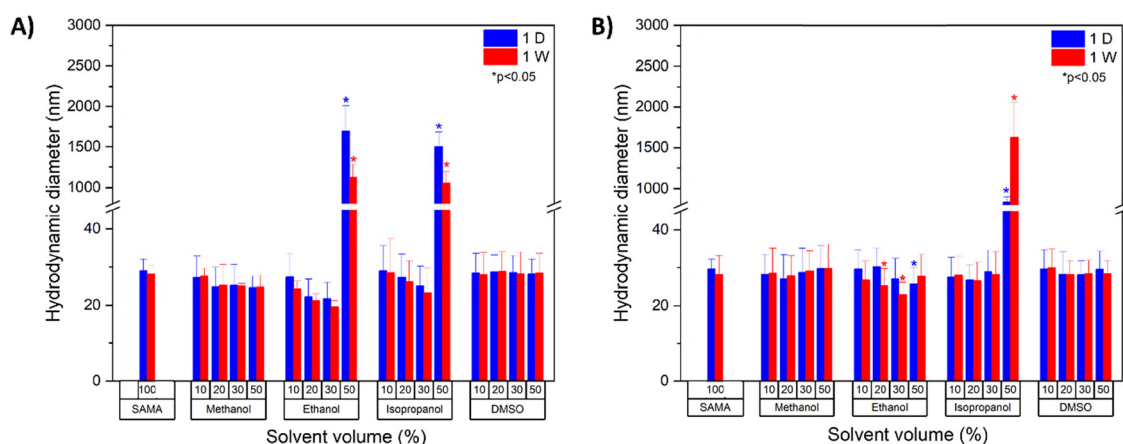 A)
3000
2500
2000
1500
1000
40
20
0
Hydrodynamic diameter (nm)
1 D
1 W
*p<0.05
* * * *
100 10 20 30 50 10 20 30 50 10 20 30 50 10 20 30 50
SAMA Methanol Ethanol Isopropanol DMSO
Solvent volume (%)
B)
3000
2500
2000
1500
1000
40
20
0
Hydrodynamic diameter (nm)
1 D
1 W
*p<0.05
* * * * *
100 10 20 30 50 10 20 30 50 10 20 30 50 10 20 30 50
SAMA Methanol Ethanol Isopropanol DMSO
Solvent volume (%)